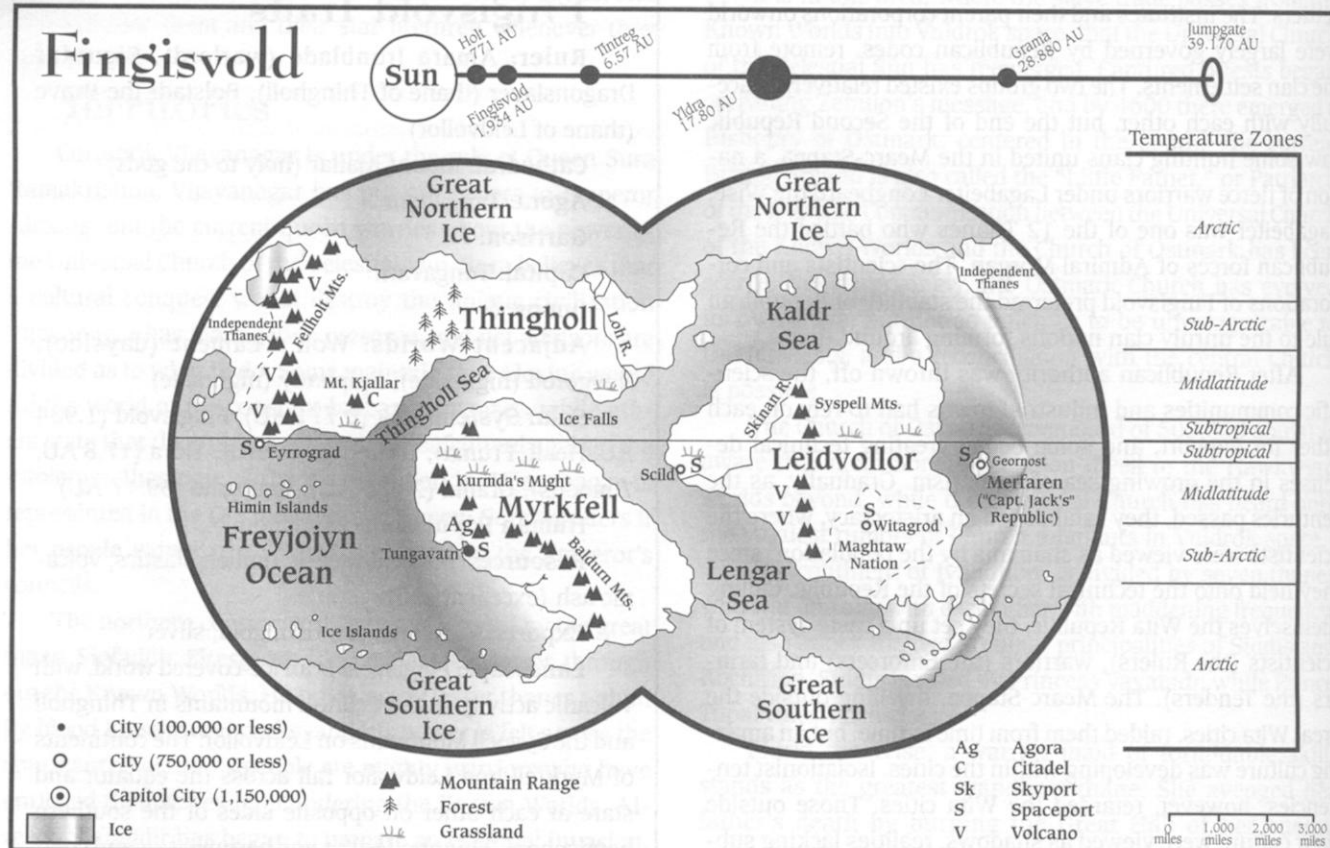 Fingisvold
Sun
Holt
.771 AU
Fingisvold
1.934 AU
Tintreg
6.57 AU
Yldra
17.80 AU
Grania
28.880 AU
Jumpgate
59.170 AU
Temperature Zones
Arctic
Sub-Arctic
Midlatitude
Subtropical
Subtropical
Midlatitude
Sub-Arctic
Arctic
Great
Northern
Ice
V
Fellholt Mts.
Independent
Thanes
V
V
Thingholl
Loh R.
Mt. Kjallar
C
Thingholl Sea
S
Eyrrograd
Ice Falls
Kurmda's Might
Himin Islands
Myrkfell
Freyjojyn
Ocean
Ag
Tungavatn
S
Baldurn Mts.
Ice Islands
Great
Southern
Ice
Great
Northern
Ice
Independent
Thanes
Kaldr
Sea
Skinan R.
Syspell Mts.
Scild
S
Leidvollor
S
Geornost
Merfaren
("Capt. Jack's"
Republic)
V
V
S
Witagrod
Maghtaw
Nation
Lengar
Sea
Great
Southern
Ice
City (100,000 or less)
City (750,000 or less)
Capitol City (1,150,000)
Ice
Mountain Range
Forest
Grassland
Ag Agora
C Citadel
Sk Skyport
S Spaceport
V Volcano
0 1,000 2,000 3,000
miles miles miles miles